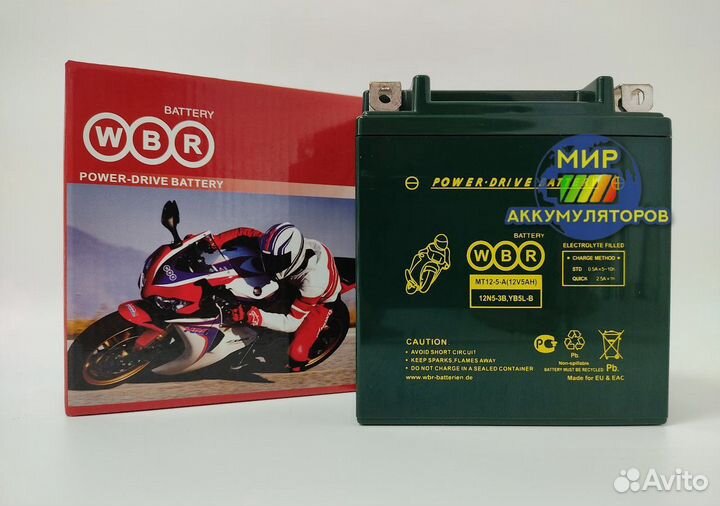 BATTERY
WBR
POWER-DRIVE BATTERY
МИР
АККУМУЛЯТОРОВ
POWER-DRIVE BATTERY
BATTERY
WBR
MT12-5-A(12V5AH)
12N5-3B,YB5L-B
ELECTROLYTE FILLED
CHARGE METHOD
STD 0.5A×5~10H
QUICK 2.5A×1H
CAUTION
• AVOID SHORT CIRCUIT
• KEEP SPARKS,FLAMES AWAY
• DO NOT CHARGE IN A SEALED CONTAINER
www.wbr-batterien.de
Pb.
Non-spillable
BATTERY MUST BE RECYCLED
Pb.
Made for EU & EAC
Avito